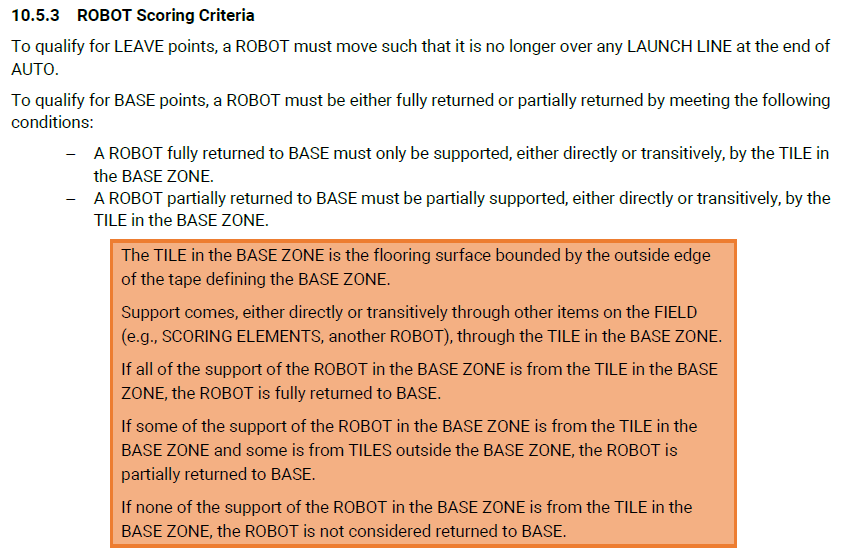 10.5.3 ROBOT Scoring Criteria
To qualify for LEAVE points, a ROBOT must move such that it is no longer over any LAUNCH LINE at the end of
AUTO.
To qualify for BASE points, a ROBOT must be either fully returned or partially returned by meeting the following
conditions:
– A ROBOT fully returned to BASE must only be supported, either directly or transitively, by the TILE in
the BASE ZONE.
– A ROBOT partially returned to BASE must be partially supported, either directly or transitively, by the
TILE in the BASE ZONE.
The TILE in the BASE ZONE is the flooring surface bounded by the outside edge
of the tape defining the BASE ZONE.
Support comes, either directly or transitively through other items on the FIELD
(e.g., SCORING ELEMENTS, another ROBOT), through the TILE in the BASE ZONE.
If all of the support of the ROBOT in the BASE ZONE is from the TILE in the BASE
ZONE, the ROBOT is fully returned to BASE.
If some of the support of the ROBOT in the BASE ZONE is from the TILE in the
BASE ZONE and some is from TILES outside the BASE ZONE, the ROBOT is
partially returned to BASE.
If none of the support of the ROBOT in the BASE ZONE is from the TILE in the
BASE ZONE, the ROBOT is not considered returned to BASE.